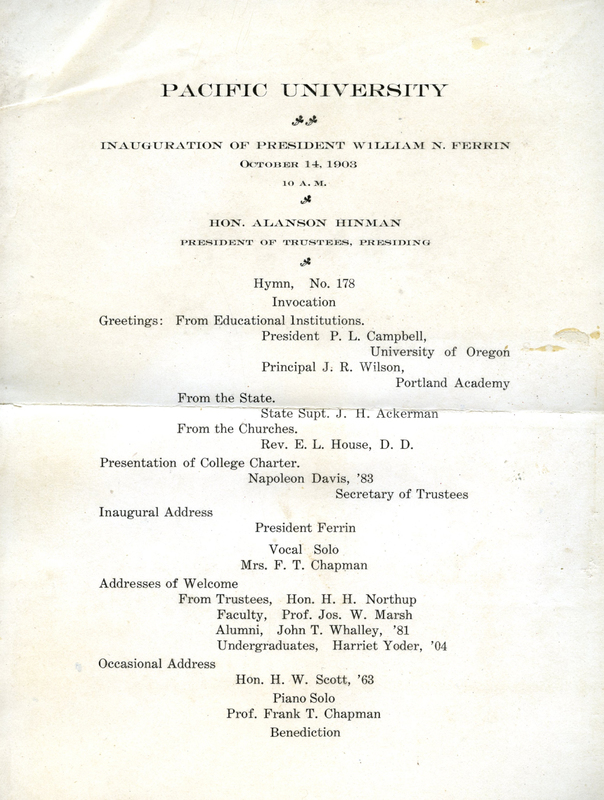 PACIFIC UNIVERSITY
INAUGURATION OF PRESIDENT WILLIAM N. FERRIN
OCTOBER 14, 1903
10 A. M.
HON. ALANSON HINMAN
PRESIDENT OF TRUSTEES, PRESIDING
Hymn, No. 178
Invocation
Greetings: From Educational Institutions.
President P. L. Campbell,
University of Oregon
Principal J. R. Wilson,
Portland Academy
From the State.
State Supt. J. H. Ackerman
From the Churches.
Rev. E. L. House, D. D.
Presentation of College Charter.
Napoleon Davis, '83
Secretary of Trustees
Inaugural Address
President Ferrin
Vocal Solo
Mrs. F. T. Chapman
Addresses of Welcome
From Trustees, Hon. H. H. Northup
Faculty, Prof. Jos. W. Marsh
Alumni, John T. Whalley, '81
Undergraduates, Harriet Yoder, '04
Occasional Address
Hon. H. W. Scott, '63
Piano Solo
Prof. Frank T. Chapman
Benediction